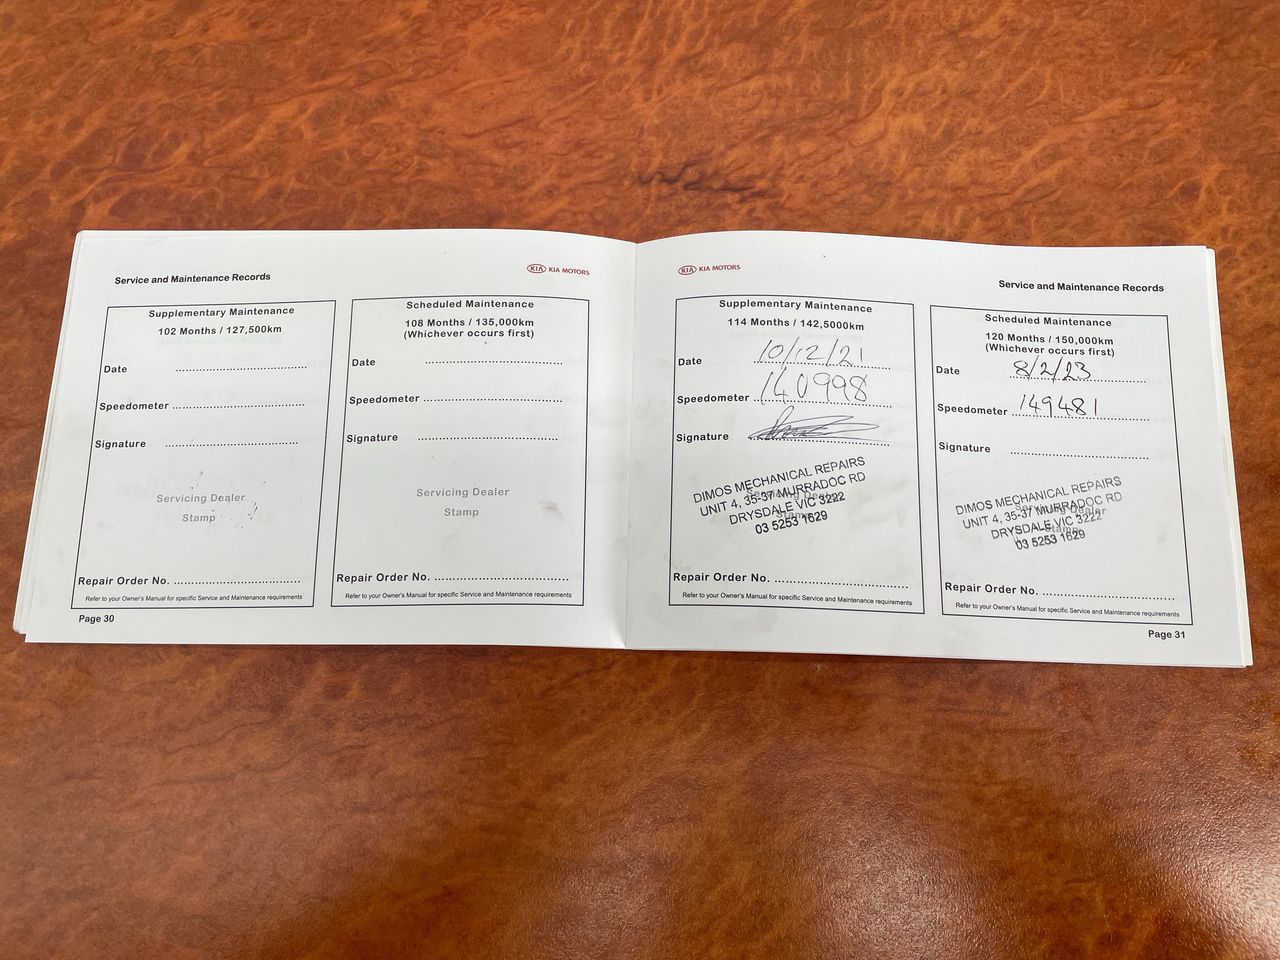 Service and Maintenance Records
KIA KIA MOTORS
Supplementary Maintenance
102 Months / 127,500km
Date
Speedometer
Signature
Servicing Dealer
Stamp
Repair Order No.
Refer to your Owner's Manual for specific Service and Maintenance requirements
Scheduled Maintenance
108 Months / 135,000km
(Whichever occurs first)
Date
Speedometer
Signature
Servicing Dealer
Stamp
Repair Order No.
Refer to your Owner's Manual for specific Service and Maintenance requirements
Page 30
KIA KIA MOTORS
Service and Maintenance Records
Supplementary Maintenance
114 Months / 142,5000km
Date 10/12/21
Speedometer 140998
Signature
Servicing Dealer
Stamp
DIMOS MECHANICAL REPAIRS
UNIT 4, 35-37 MURRADOC RD
DRYSDALE VIC 3222
03 5253 1629
Repair Order No.
Refer to your Owner's Manual for specific Service and Maintenance requirements
Scheduled Maintenance
120 Months / 150,000km
(Whichever occurs first)
Date 8/2/23
Speedometer 149481
Signature
Servicing Dealer
Stamp
DIMOS MECHANICAL REPAIRS
UNIT 4, 35-37 MURRADOC RD
DRYSDALE VIC 3222
03 5253 1629
Repair Order No.
Refer to your Owner's Manual for specific Service and Maintenance requirements
Page 31